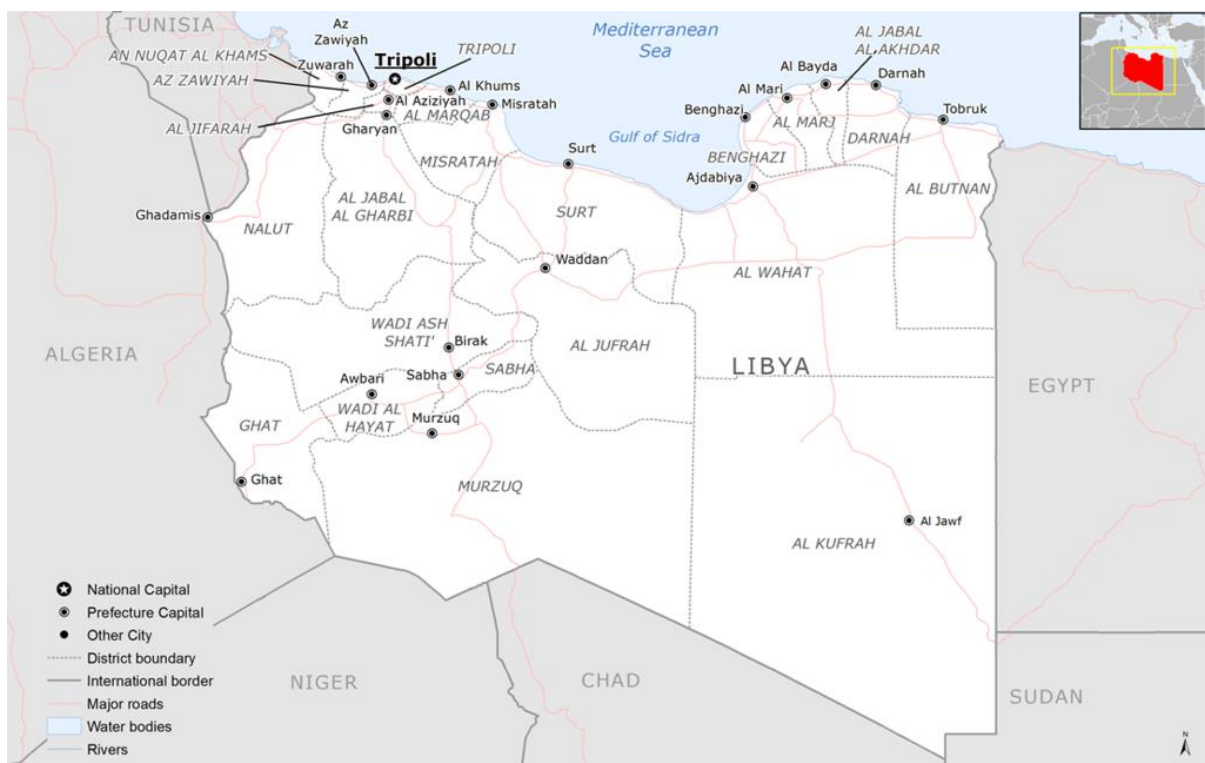 TUNISIA
Az
Zawiyah
Mediterranean
Sea
AL JABAL
AL AKHDAR
AN NUQAT AL KHAMS
Zuwarah
Tripoli
TRIPOLI
Al Bayda
Darnah
AZ ZAWIYAH
Al Khums
Al Mari
Al Aziziyah
Misratah
AL JIFARAH
AL MARQAB
Gharyan
Benghazi
AL MARJ
Tobruk
Gulf of Sidra
DARNAH
MISRATAH
Surt
BENGHAZI
Ajdabiya
AL BUTNAN
Ghadamis
NALUT
AL JABAL
AL GHARBI
SURT
Waddan
AL WAHAT
WADI ASH
SHATI'
Birak
AL JUFRAH
ALGERIA
SABHA
LIBYA
EGYPT
Awbari
Sabha
WADI AL
HAYAT
Murzuq
GHAT
Ghat
MURZUQ
Al Jawf
AL KUFRAH
National Capital
Prefecture Capital
Other City
District boundary
International border
Major roads
Water bodies
Rivers
NIGER
CHAD
SUDAN
N